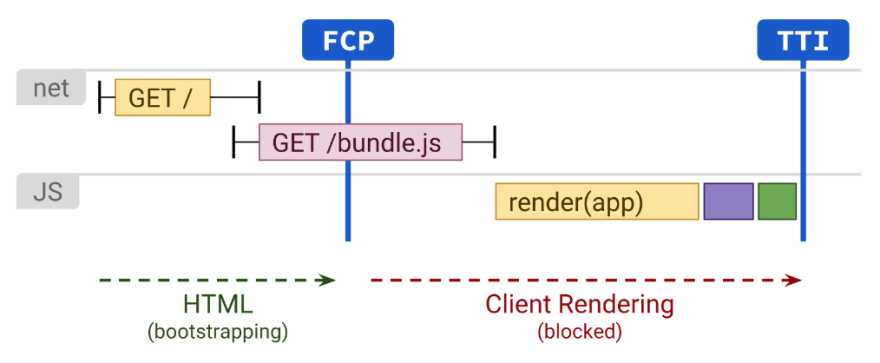 FCP
TTI
net
GET /
GET /bundle.js
JS
render(app)
HTML
(bootstrapping)
Client Rendering
(blocked)